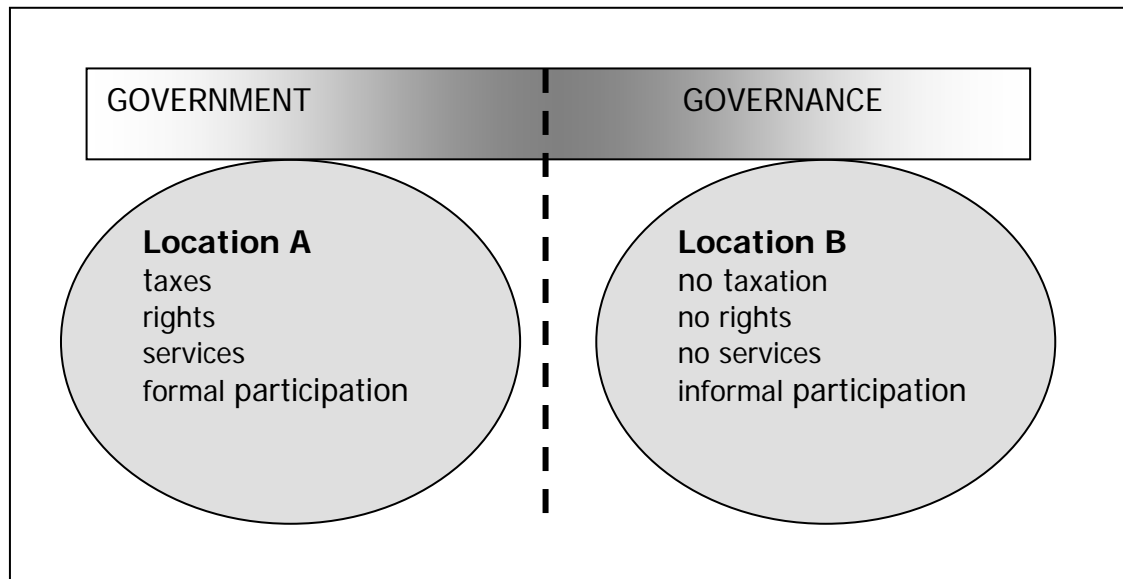 GOVERNMENT GOVERNANCE
Location A
taxes
rights
services
formal participation
Location B
no taxation
no rights
no services
informal participation